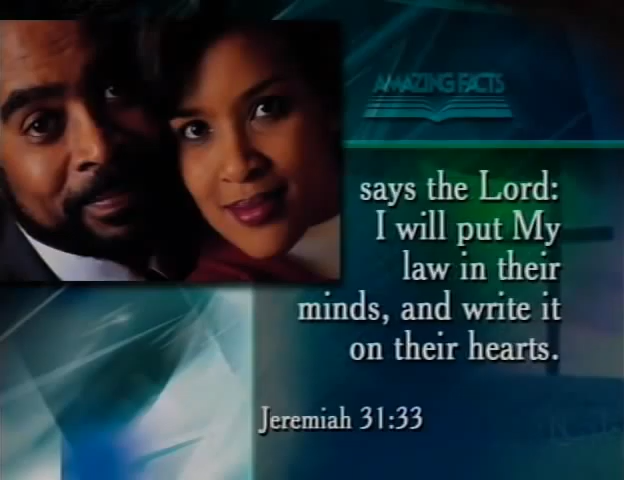 AMAZING FACTS
says the Lord:
I will put My
law in their
minds, and write it
on their hearts.
Jeremiah 31:33